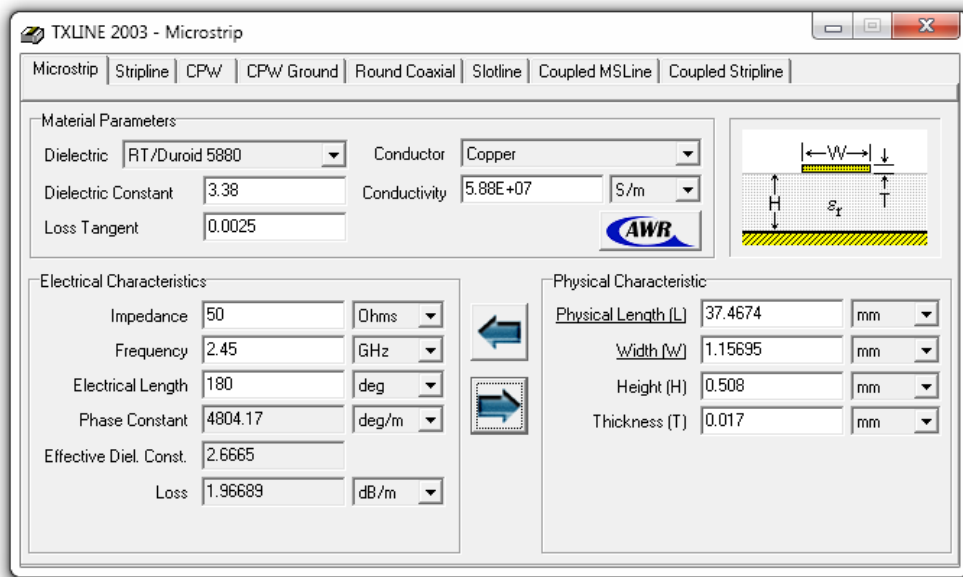 TXLINE 2003 - Microstrip
Microstrip Stripline CPW CPW Ground Round Coaxial Slotline Coupled MSLine Coupled Stripline
Material Parameters
Dielectric RT/Duroid 5880 Conductor Copper
Dielectric Constant 3.38 Conductivity 5.88E+07 S/m
Loss Tangent 0.0025
AWR
W
H
εr
T
Electrical Characteristics
Impedance 50 Ohms
Frequency 2.45 GHz
Electrical Length 180 deg
Phase Constant 4804.17 deg/m
Effective Diel. Const. 2.6665
Loss 1.96689 dB/m
Physical Characteristic
Physical Length (L) 37.4674 mm
Width (W) 1.15695 mm
Height (H) 0.508 mm
Thickness (T) 0.017 mm